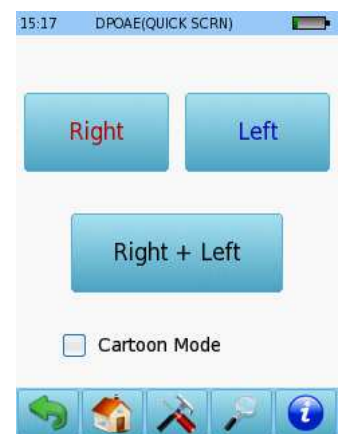 15:17 DPOAE(QUICK SCRN)
Right Left
Right + Left
Cartoon Mode
i